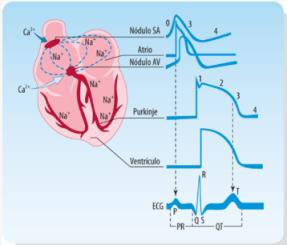 Ca²⁺
Na⁺
Na⁺
Na⁺
Ca²⁺
Na⁺
Na⁺
Na⁺
Na⁺
Nódulo SA
0
3
4
Atrio
Nódulo AV
Purkinje
1
2
3
4
Ventrículo
ECG
P
Q
R
S
T
PR
QT